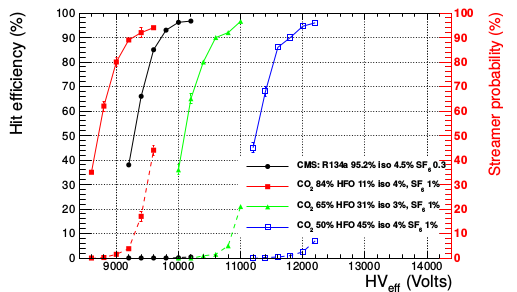 Hit efficiency (%)
100
90
80
70
60
50
40
30
20
10
0
9000 10000 11000 12000 13000 14000
HVeff (Volts)
100
90
80
70
60
50
40
30
20
10
0
Streamer probability (%)
CMS: R134a 95.2% iso 4.5% SF6 0.3
CO2 84% HFO 11% iso 4%, SF6 1%
CO2 65% HFO 31% iso 3%, SF6 1%
CO2 50% HFO 45% iso 4% SF6 1%